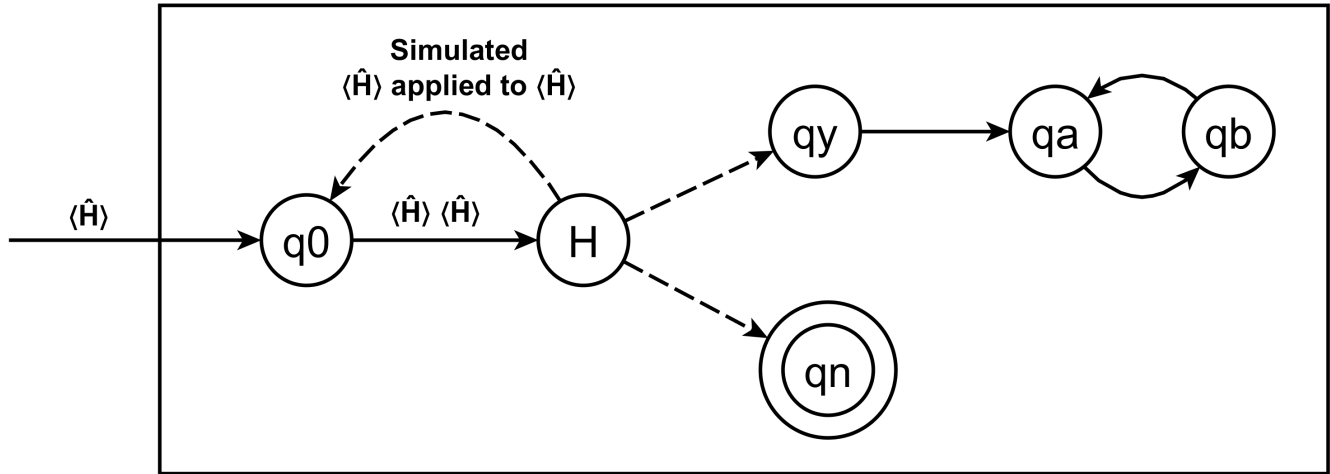 Simulated
⟨Ĥ⟩ applied to ⟨Ĥ⟩
qy
qa
qb
⟨Ĥ⟩
q0
⟨Ĥ⟩ ⟨Ĥ⟩
H
qn